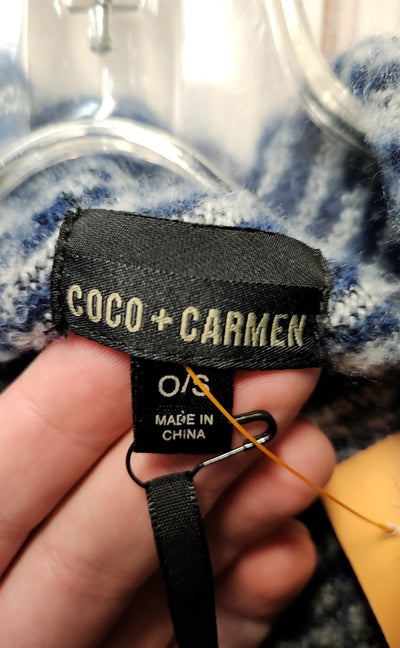 COCO + CARMEN
O/S
MADE IN
CHINA